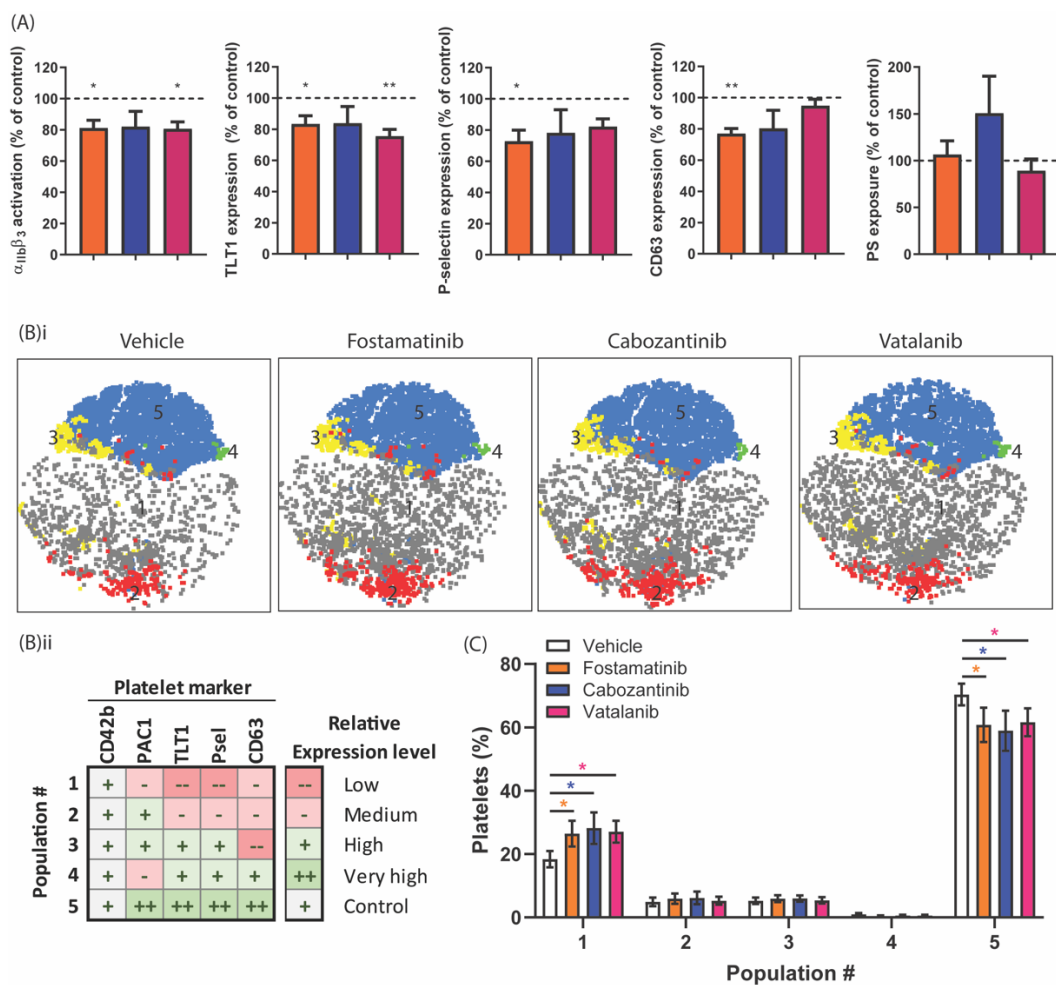 (A)
αIIbβ3 activation (% of control)
120
100
80
60
40
20
0
*
*
TLT1 expression (% of control)
120
100
80
60
40
20
0
*
**
P-selectin expression (% of control)
120
100
80
60
40
20
0
*
CD63 expression (% of control)
120
100
80
60
40
20
0
**
PS exposure (% of control)
200
150
100
50
0
(B)i
Vehicle
Fostamatinib
Cabozantinib
Vatalanib
5
3
4
1
2
5
3
4
1
2
5
3
4
1
2
5
3
4
1
2
(B)ii
Platelet marker
CD42b PAC1 TLT1 Psel CD63
Relative
Expression level
Population #
1 + - -- -- - -- Low
2 + + - - - - Medium
3 + + + + -- + High
4 + - + + + ++ Very high
5 + ++ ++ ++ ++ + Control
(C)
Vehicle
Fostamatinib
Cabozantinib
Vatalanib
Platelets (%)
80
60
40
20
0
*
*
*
*
*
*
1 2 3 4 5
Population #